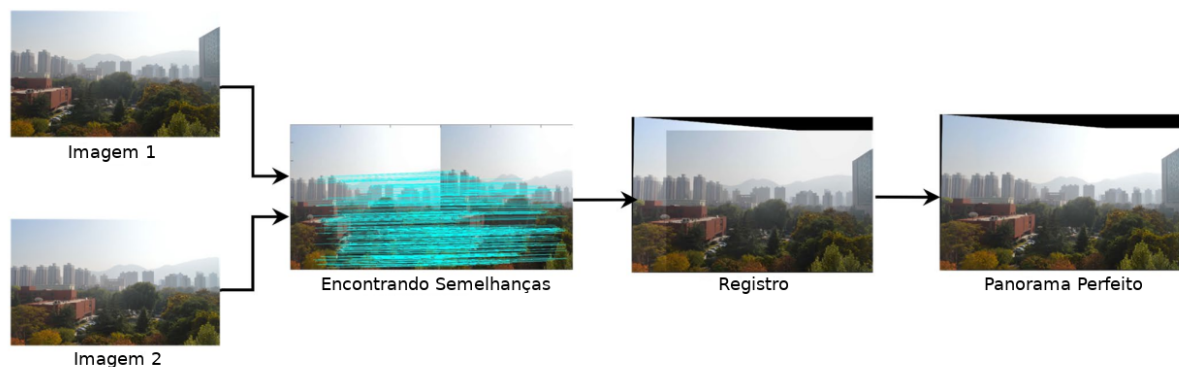 Imagem 1
Imagem 2
Encontrando Semelhanças
Registro
Panorama Perfeito